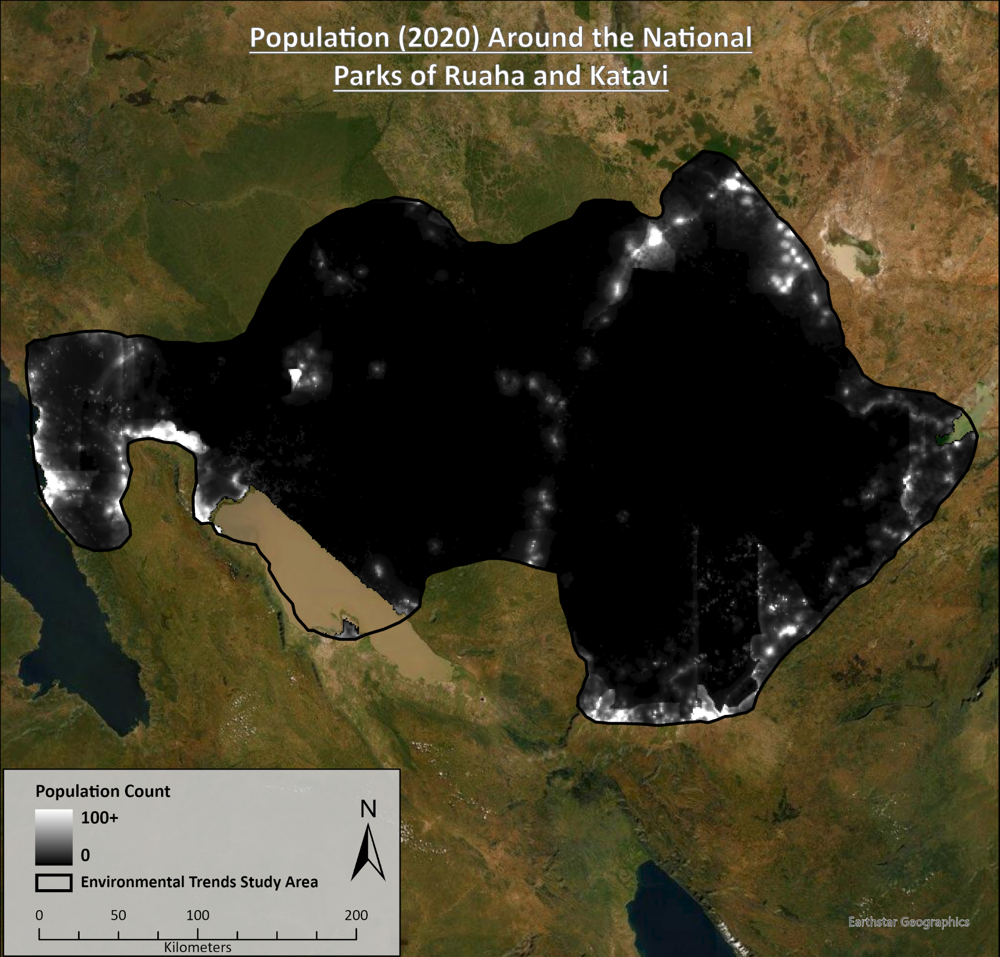 Population (2020) Around the National
Parks of Ruaha and Katavi
Population Count
100+
0
Environmental Trends Study Area
N
0 50 100 200
Kilometers
Earthstar Geographics